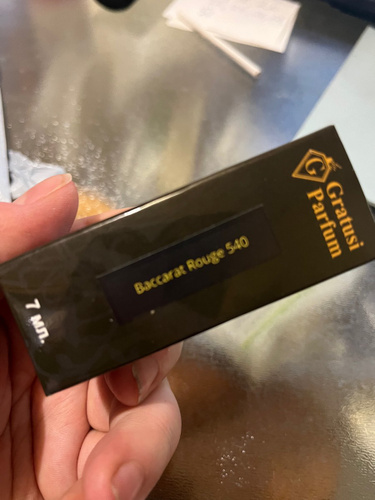 G
Gratusi
Parfum
Baccarat Rouge 540
7 мл.